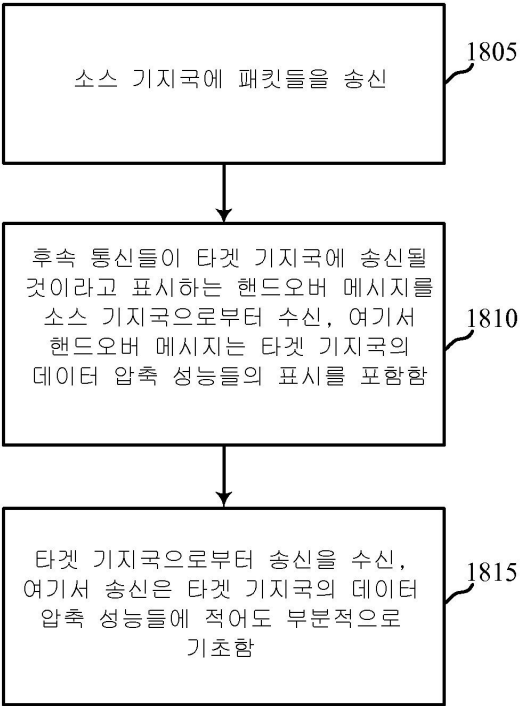 소스 기지국에 패킷들을 송신
1805
후속 통신들이 타겟 기지국에 송신될
것이라고 표시하는 핸드오버 메시지를
소스 기지국으로부터 수신, 여기서
핸드오버 메시지는 타겟 기지국의
데이터 압축 성능들의 표시를 포함함
1810
타겟 기지국으로부터 송신을 수신,
여기서 송신은 타겟 기지국의 데이터
압축 성능들에 적어도 부분적으로
기초함
1815